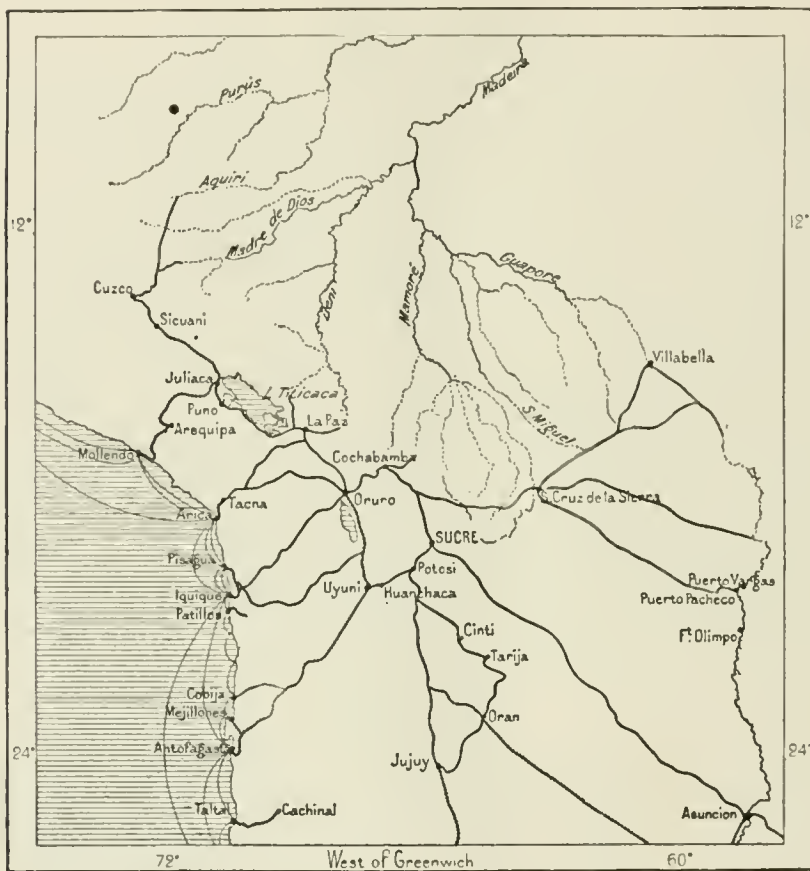 Madeira
Purús
Aquiri
12°
12°
Madre de Dios
Guaporé
Cuzco
Beni
Mamoré
Sicuani
Villabella
Juliaca
L. Titicaca
Puno
S. Miguel
Arequipa
La Paz
Mollendo
Cochabamba
Tacna
Oruro
S. Cruz de la Sierra
Arica
SUCRE
Pisagua
Potosi
Puerto Vargas
Iquique
Uyuni
Huanchaca
Puerto Pacheco
Patillos
Cinti
Ft. Olimpo
Tarija
Cobija
Mejillones
Oran
24°
Antofagast
24°
Jujuy
Taltal
Cachinal
Asuncion
72°
West of Greenwich
60°